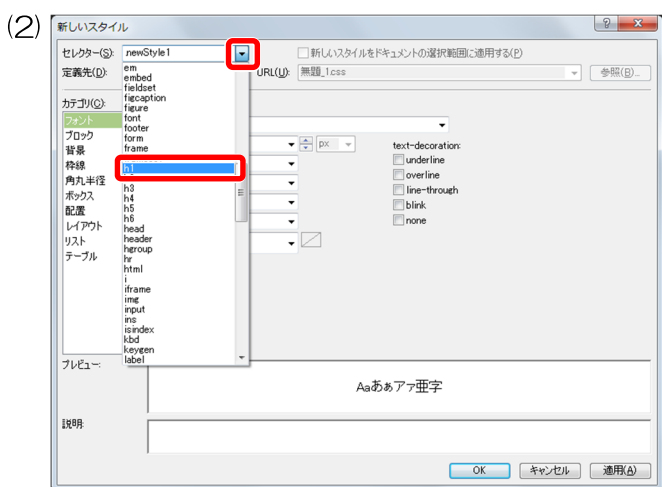 (2)
新しいスタイル
セレクター(S): .newStyle1
新しいスタイルをドキュメントの選択範囲に適用する(P)
定義先(D):
URL(U): 無題_1.css
参照(R)...
カテゴリ(C):
フォント
ブロック
背景
枠線
角丸半径
ボックス
配置
レイアウト
リスト
テーブル
em
embed
fieldset
figcaption
figure
font
footer
form
frame
h1
h3
h4
h5
h6
head
header
hgroup
hr
html
i
iframe
img
input
ins
isindex
kbd
keygen
label
px
text-decoration:
underline
overline
line-through
blink
none
プレビュー:
Aaあぁアァ亜字
説明:
OK
キャンセル
適用(A)